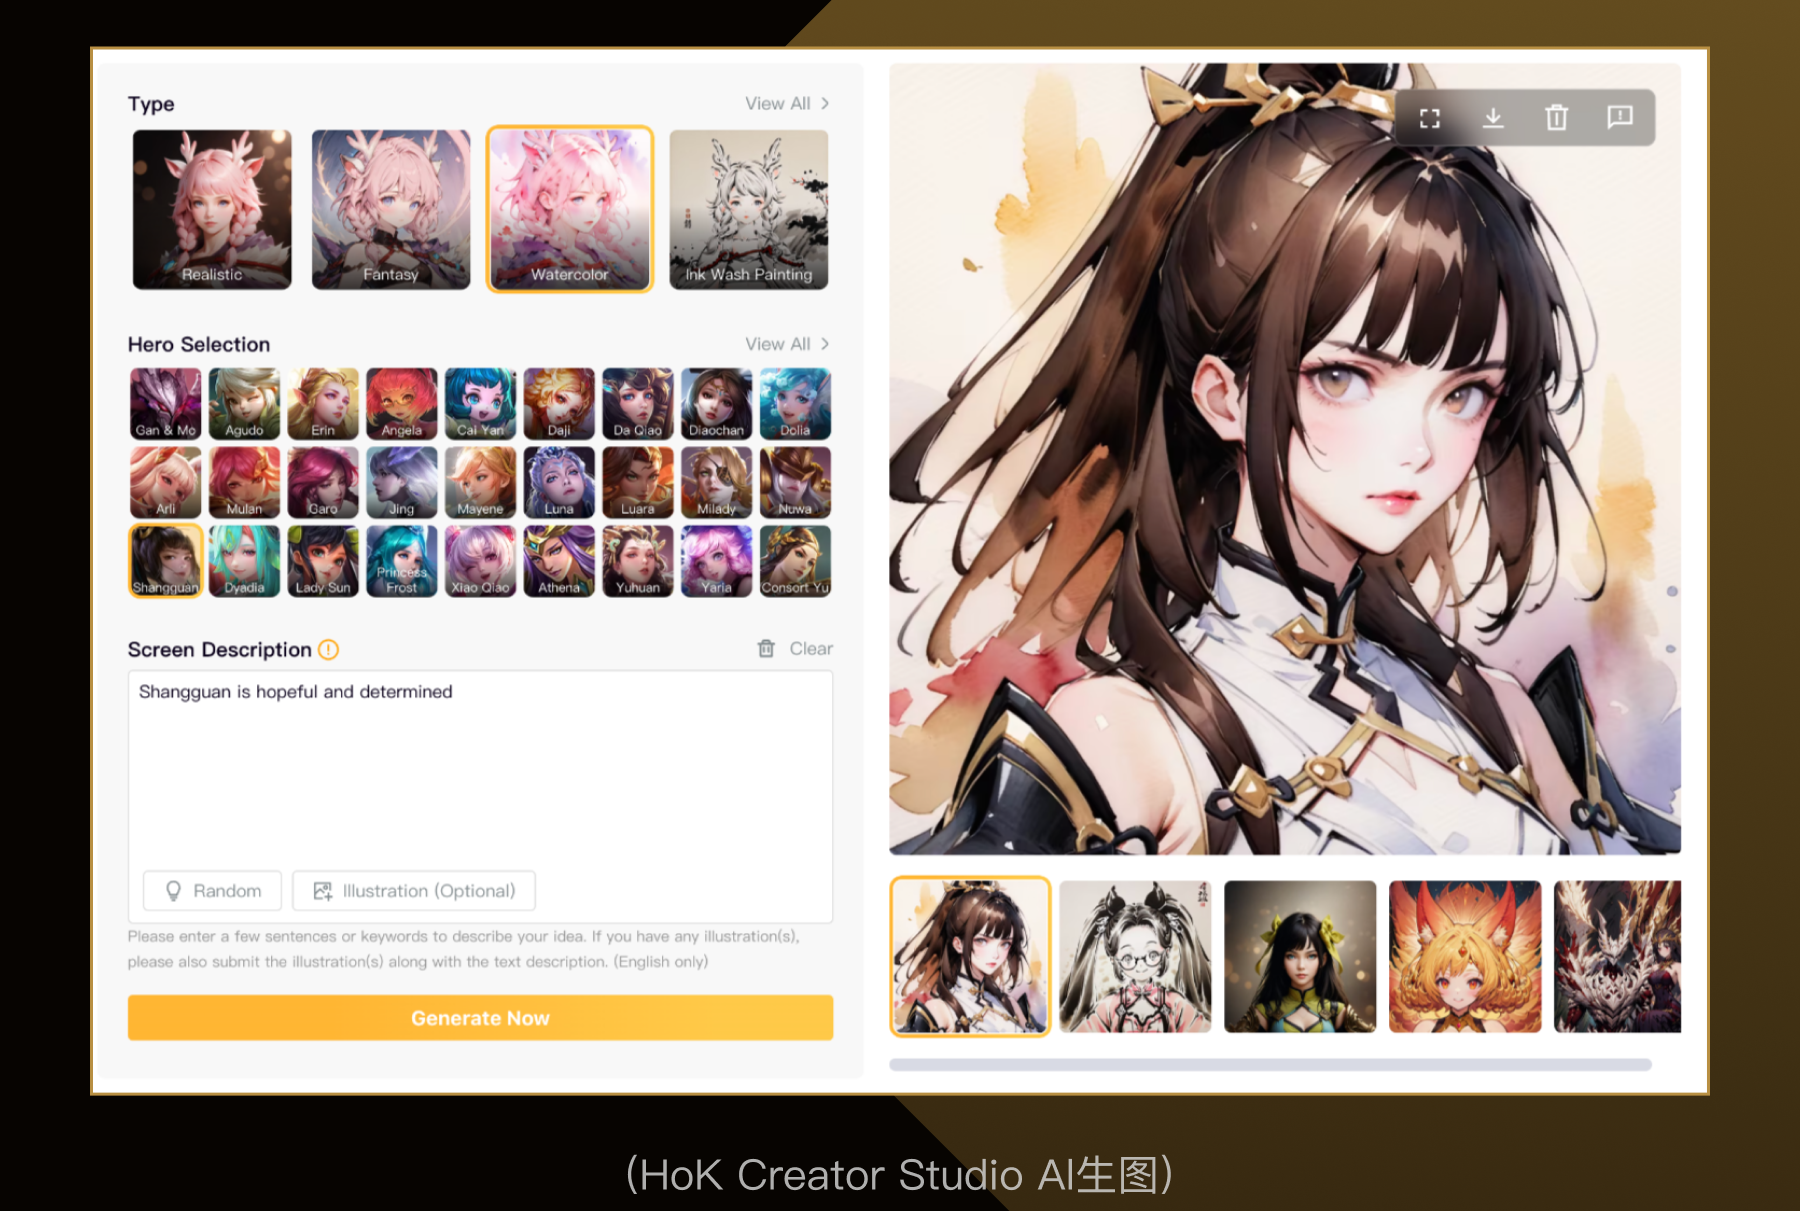 Type
View All
Realistic
Fantasy
Watercolor
Ink Wash Painting
Hero Selection
View All
Gan & Mo
Agudo
Erin
Angela
Cai Yan
Daji
Da Qiao
Diaochan
Dolia
Arli
Mulan
Garo
Jing
Mayene
Luna
Luara
Milady
Nuwa
Shangguan
Dyadia
Lady Sun
Princess
Frost
Xiao Qiao
Athena
Yuhuan
Yaria
Consort Yu
Screen Description
Clear
Shangguan is hopeful and determined
Random
Illustration (Optional)
Please enter a few sentences or keywords to describe your idea. If you have any illustration(s),
please also submit the illustration(s) along with the text description. (English only)
Generate Now
(HoK Creator Studio AI生图)